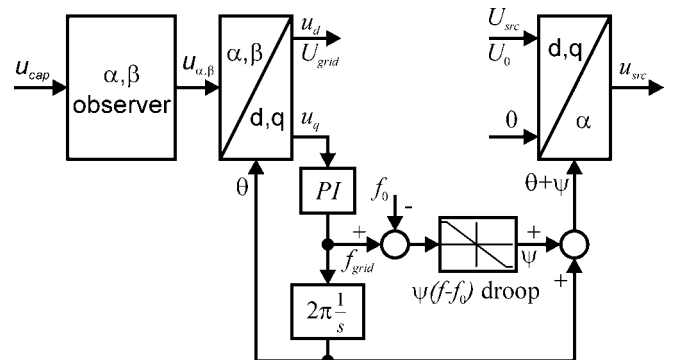 u_cap
α,β
observer
u_α,β
α,β
d,q
u_d
U_grid
u_q
U_src
U_0
d,q
u_src
0
α
θ
PI
f_0
-
θ+ψ
+
f_grid
+
ψ
+
ψ(f-f_0) droop
2π 1/s